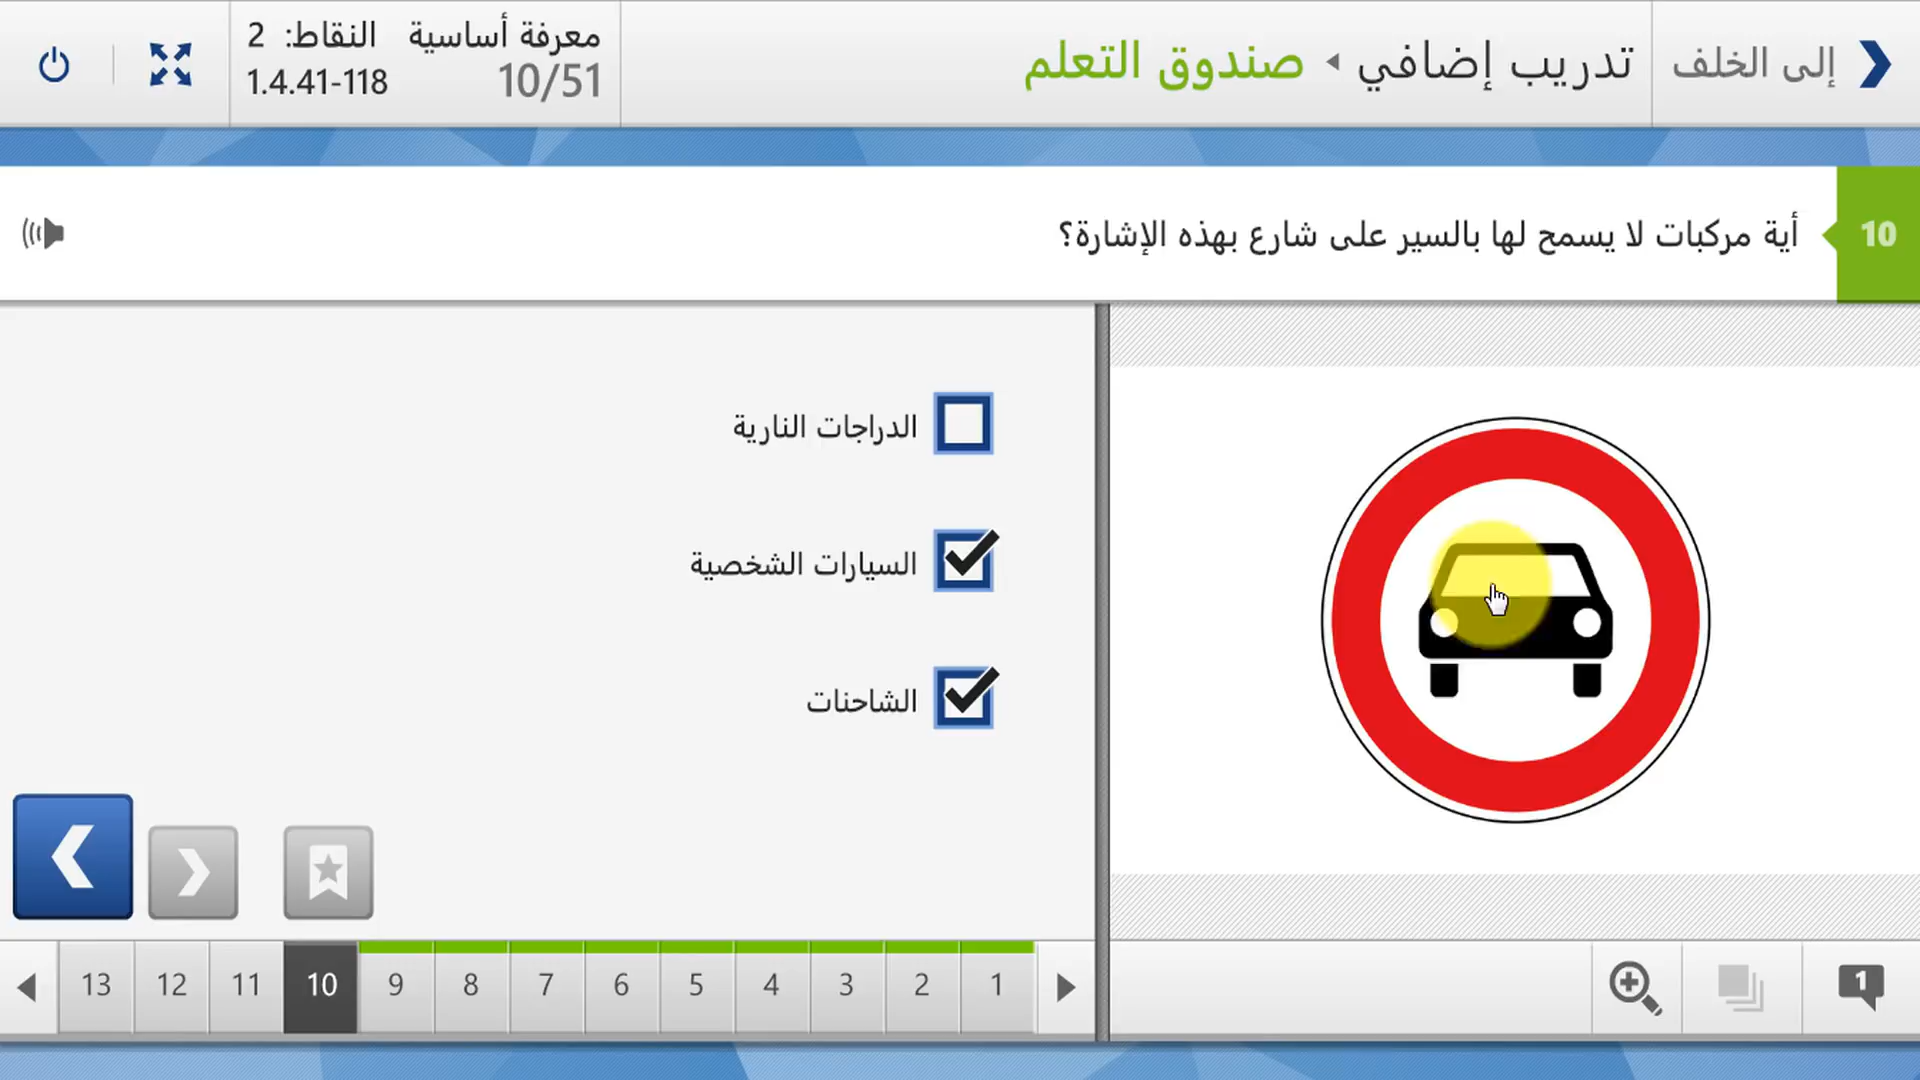 إلى الخلف
تدريب إضافي ◂ صندوق التعلم
معرفة أساسية النقاط: 2
10/51 1.4.41-118
10
أية مركبات لا يسمح لها بالسير على شارع بهذه الإشارة؟
الدراجات النارية
السيارات الشخصية
الشاحنات
1 2 3 4 5 6 7 8 9 10 11 12 13
1